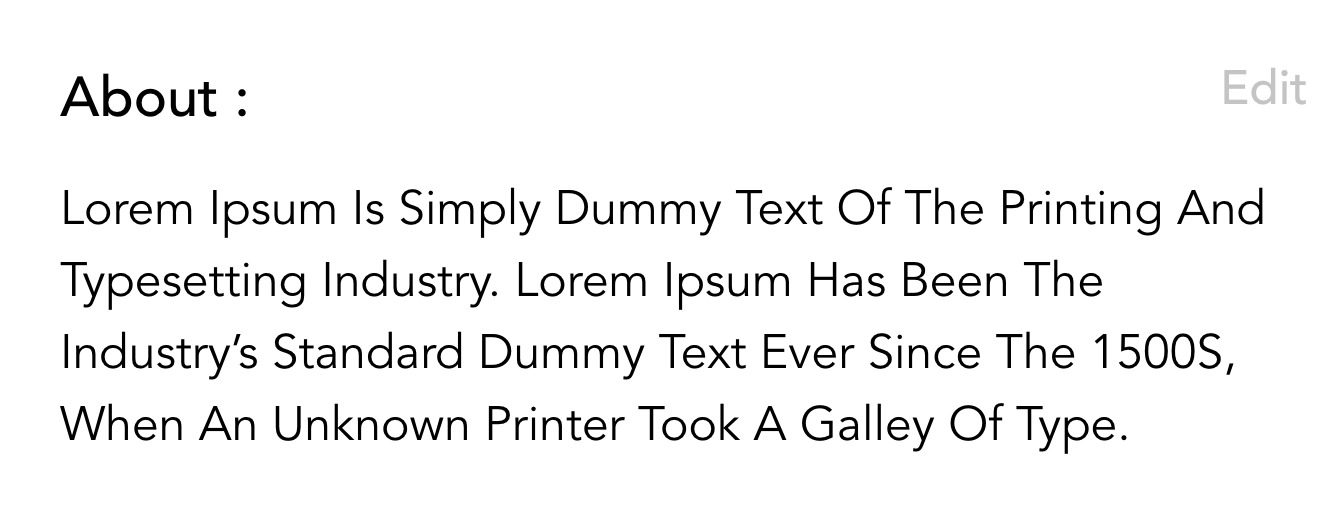 About :
Edit
Lorem Ipsum Is Simply Dummy Text Of The Printing And
Typesetting Industry. Lorem Ipsum Has Been The
Industry’s Standard Dummy Text Ever Since The 1500S,
When An Unknown Printer Took A Galley Of Type.